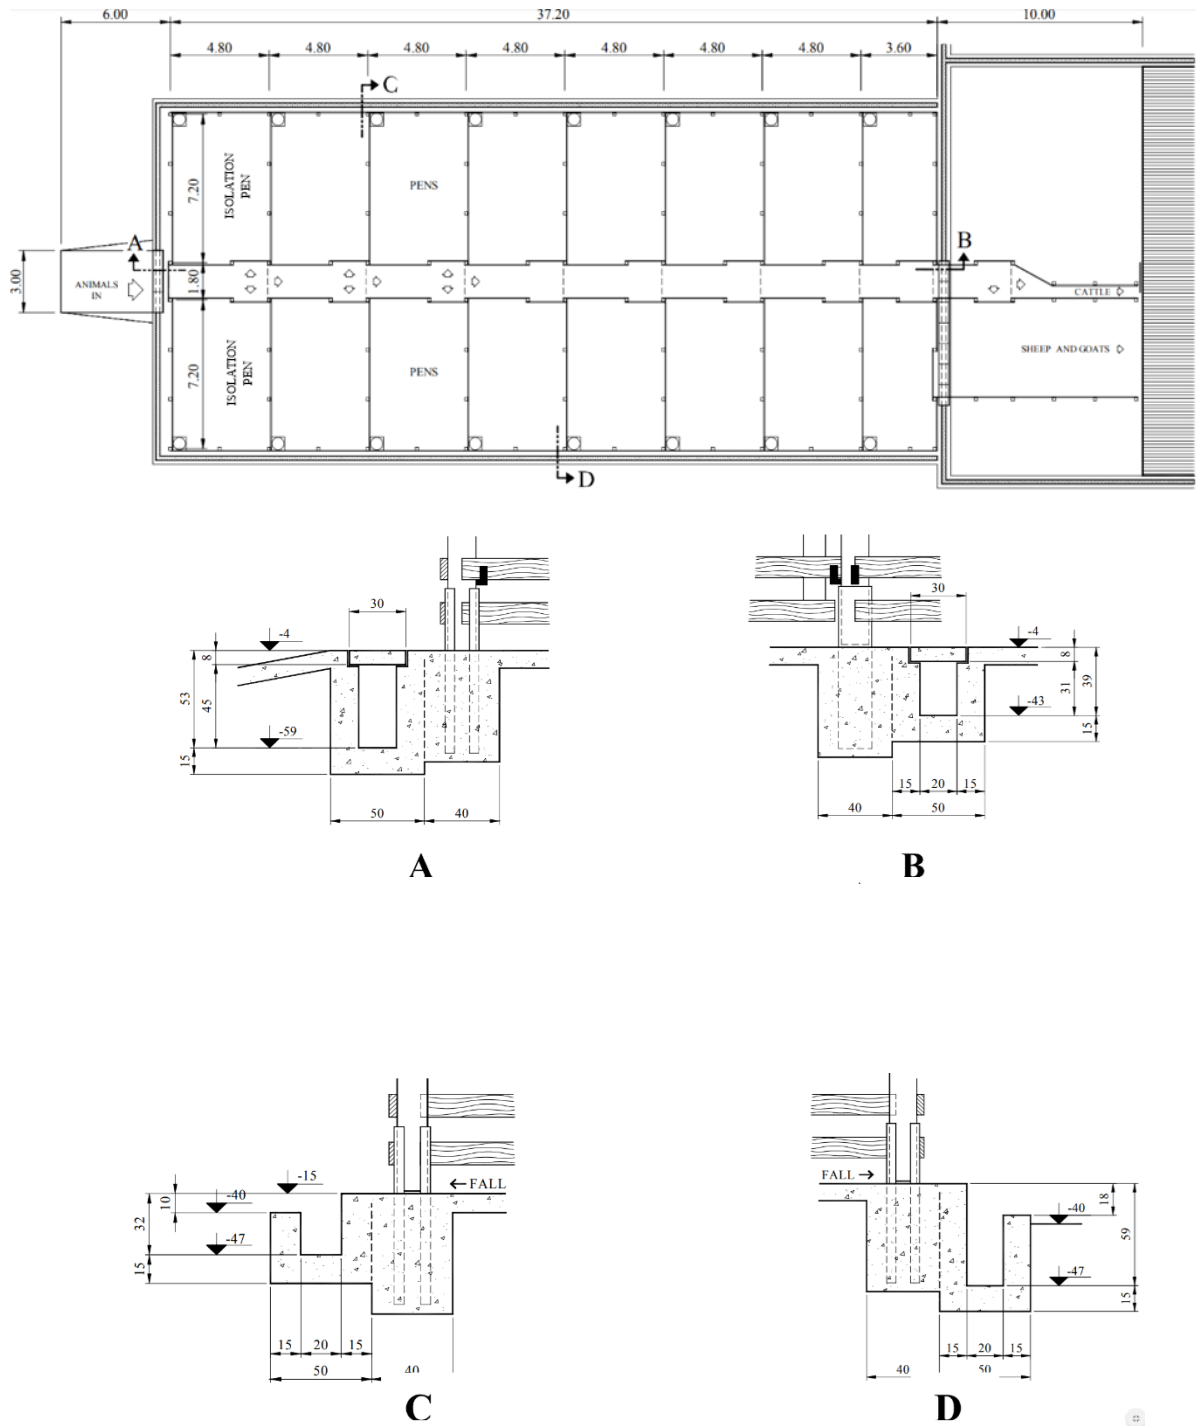 6.00 37.20 10.00
4.80 4.80 4.80 4.80 4.80 4.80 4.80 3.60
C
7.20
ISOLATION
PEN
PENS
A
B
3.00
ANIMALS
IN
1.80
CATTLE
SHEEP AND GOATS
7.20
ISOLATION
PEN
PENS
D
30
-4
8
53
45
-59
15
50 40
A
30
-4
8
39
31
-43
15
15 20 15
40 50
B
-15
-40
10
32
-47
15
FALL
15 20 15
50 40
C
FALL
-40
18
59
-47
15
15 20 15
40 50
D